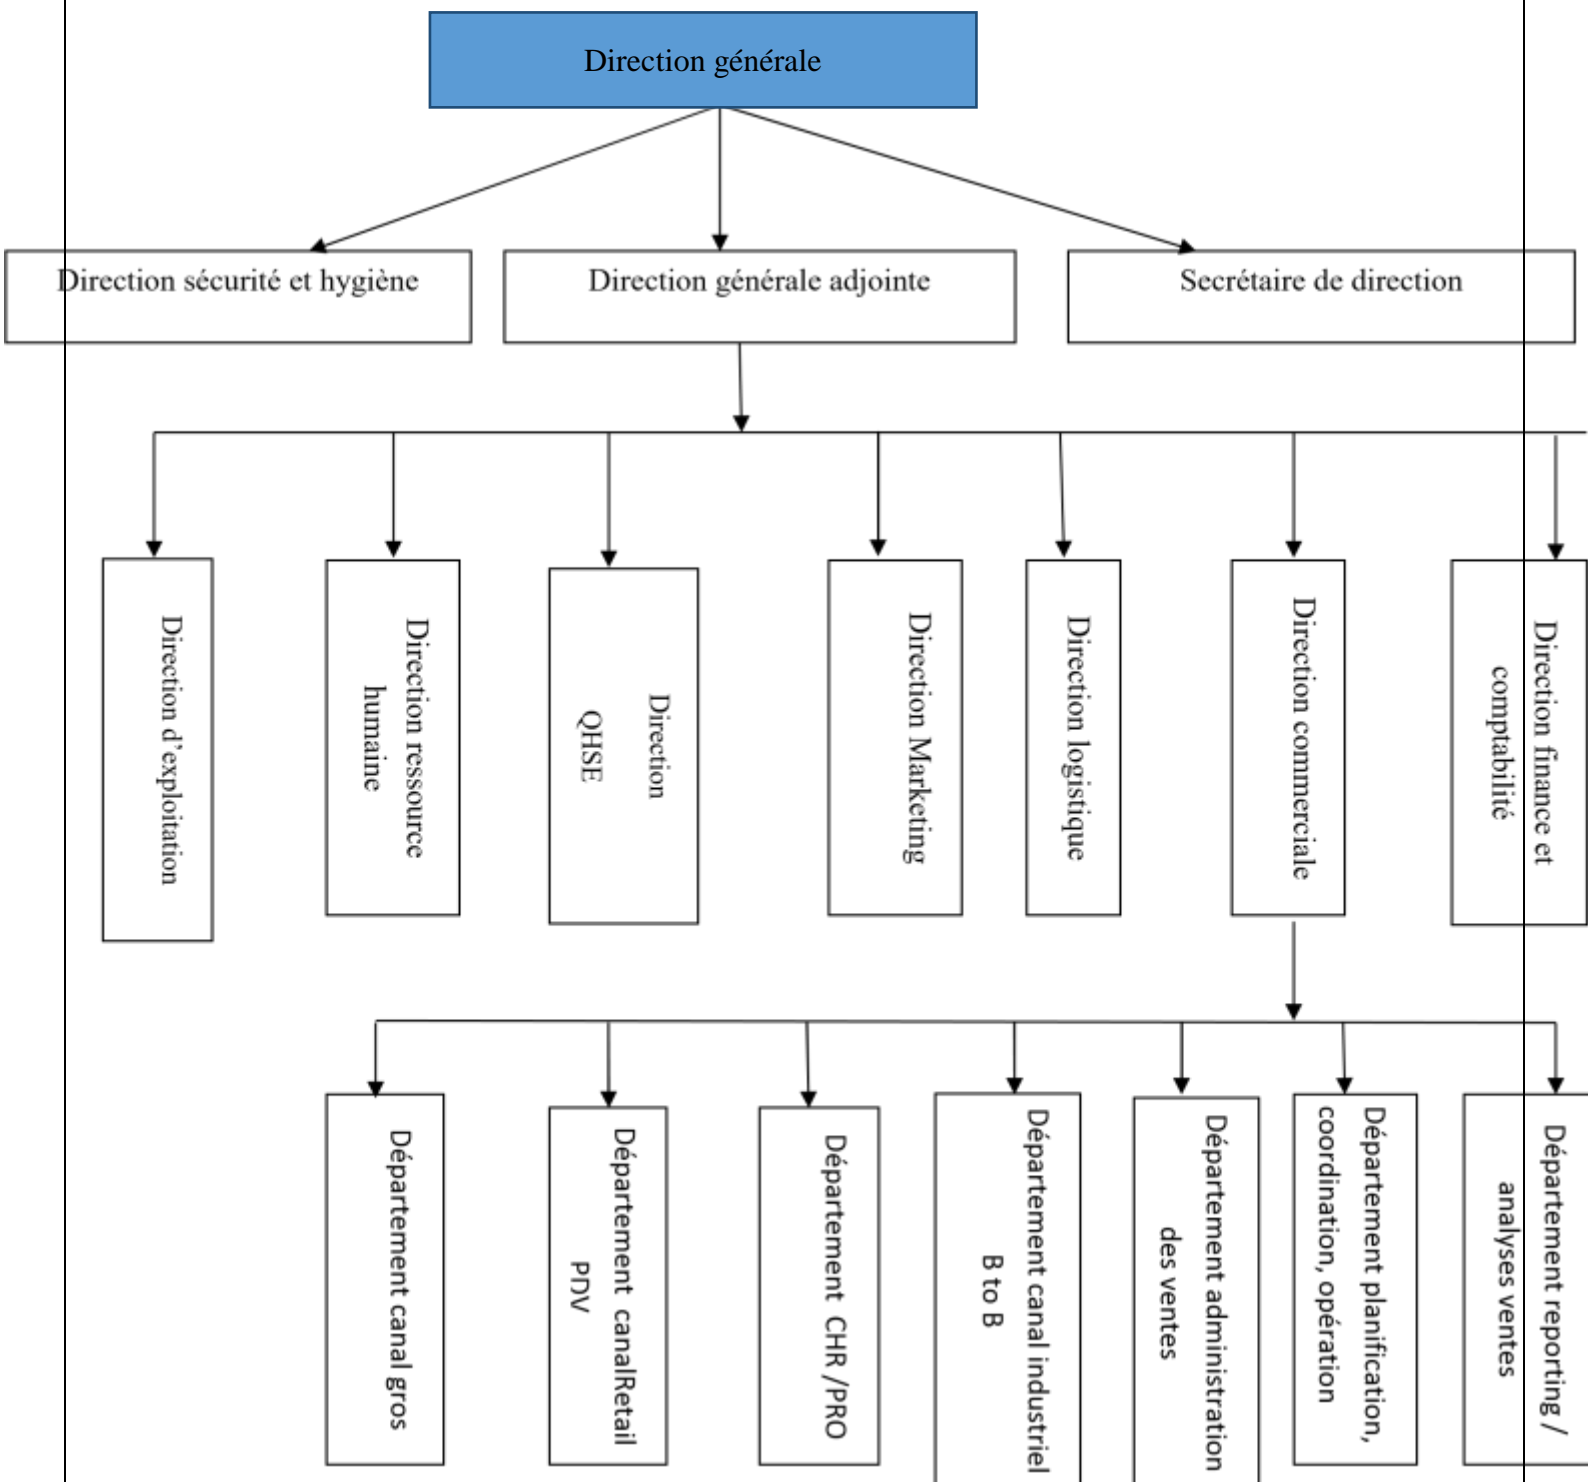 Direction générale
Direction sécurité et hygiène
Direction générale adjointe
Secrétaire de direction
Direction d'exploitation
Direction ressource
humaine
Direction
QHSE
Direction Marketing
Direction logistique
Direction commerciale
Direction finance et
comptabilité
Département canal gros
Département canalRetail
PDV
Département CHR /PRO
Département canal industriel
B to B
Département administration
des ventes
Département planification,
coordination, opération
Département reporting /
analyses ventes